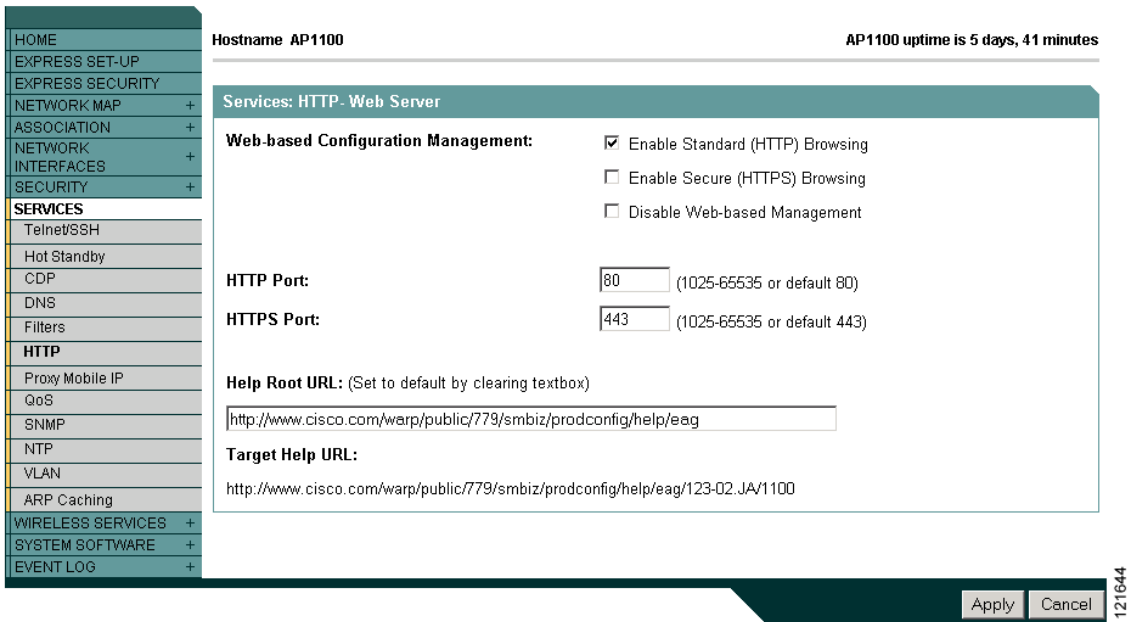 Hostname AP1100
AP1100 uptime is 5 days, 41 minutes
HOME
EXPRESS SET-UP
EXPRESS SECURITY
NETWORK MAP +
ASSOCIATION +
NETWORK
INTERFACES +
SECURITY +
SERVICES
Telnet/SSH
Hot Standby
CDP
DNS
Filters
HTTP
Proxy Mobile IP
QoS
SNMP
NTP
VLAN
ARP Caching
WIRELESS SERVICES +
SYSTEM SOFTWARE +
EVENT LOG +
Services: HTTP- Web Server
Web-based Configuration Management:
Enable Standard (HTTP) Browsing
Enable Secure (HTTPS) Browsing
Disable Web-based Management
HTTP Port: 80 (1025-65535 or default 80)
HTTPS Port: 443 (1025-65535 or default 443)
Help Root URL: (Set to default by clearing textbox)
http://www.cisco.com/warp/public/779/smbiz/prodconfig/help/eag
Target Help URL:
http://www.cisco.com/warp/public/779/smbiz/prodconfig/help/eag/123-02.JA/1100
Apply Cancel
121644